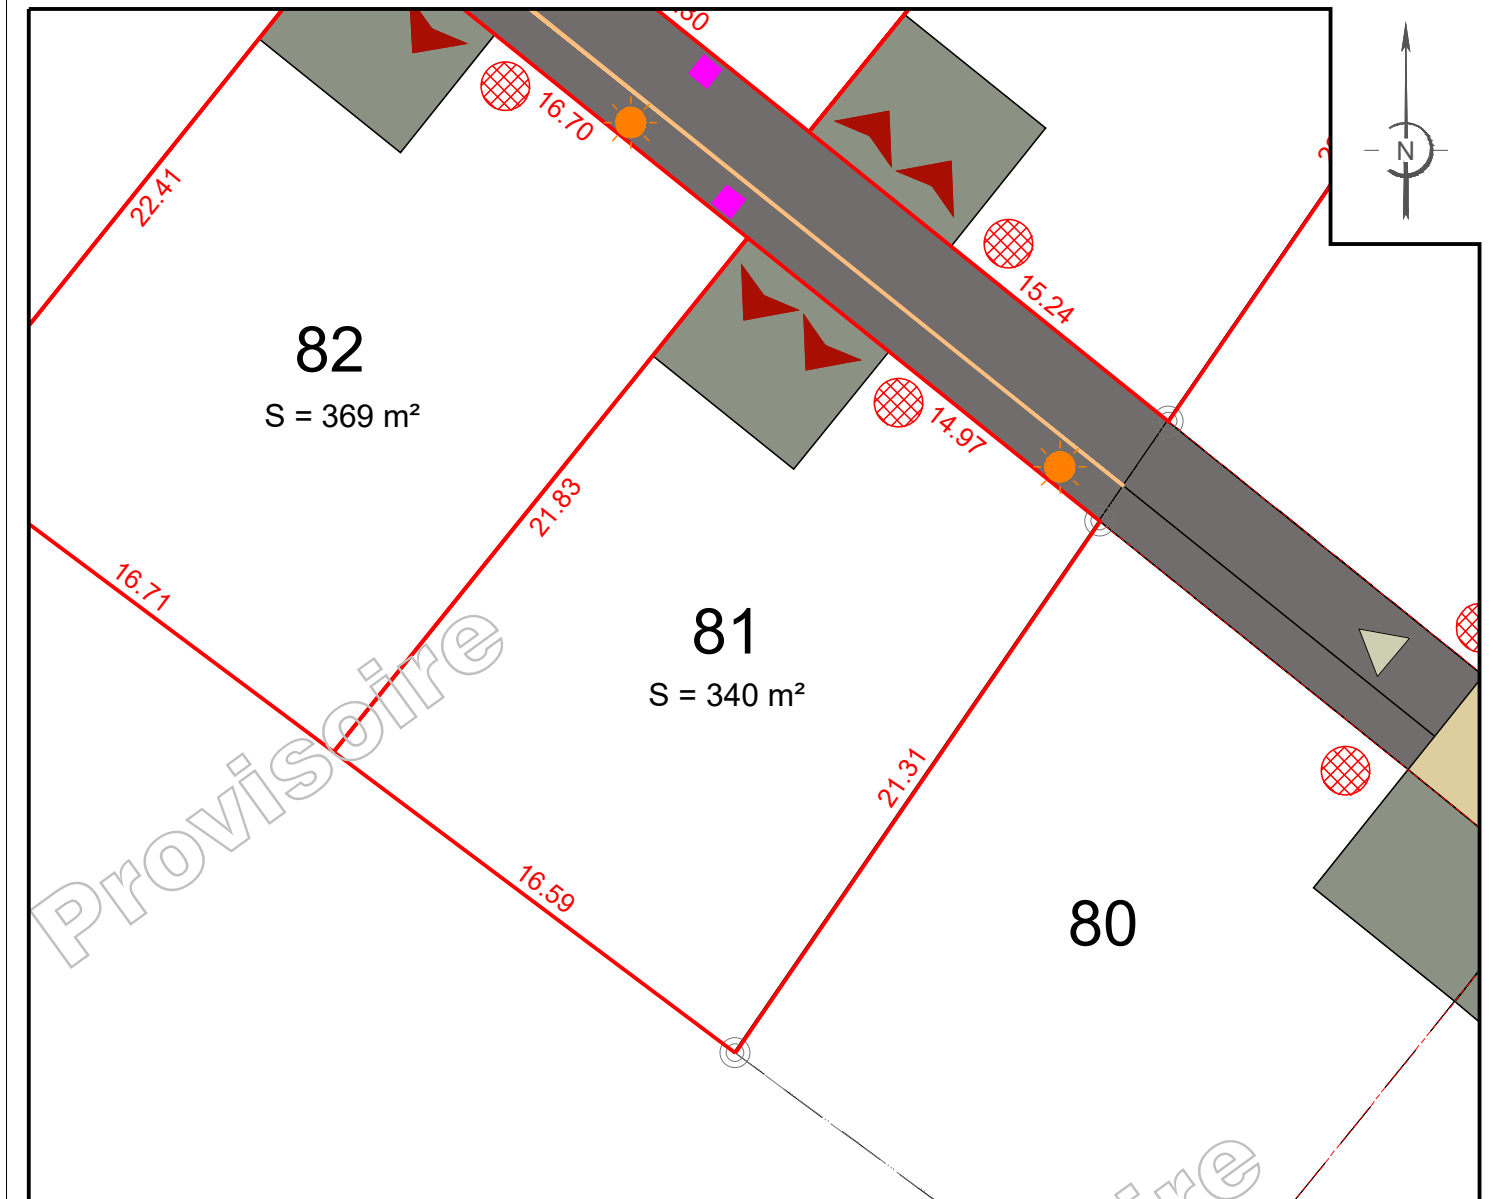 16.70
N
22.41
15.24
82
S = 369 m²
14.97
21.83
16.71
81
S = 340 m²
Provisoire
21.31
16.59
80